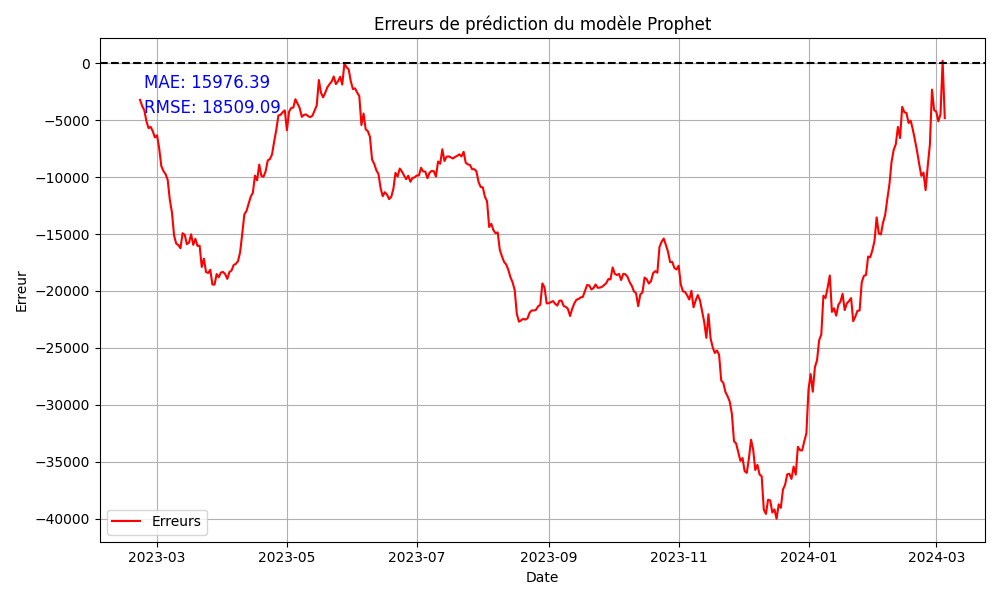 Erreurs de prédiction du modèle Prophet
MAE: 15976.39
RMSE: 18509.09
0
−5000
−10000
−15000
−20000
−25000
−30000
−35000
−40000
Erreur
Erreurs
2023-03 2023-05 2023-07 2023-09 2023-11 2024-01 2024-03
Date